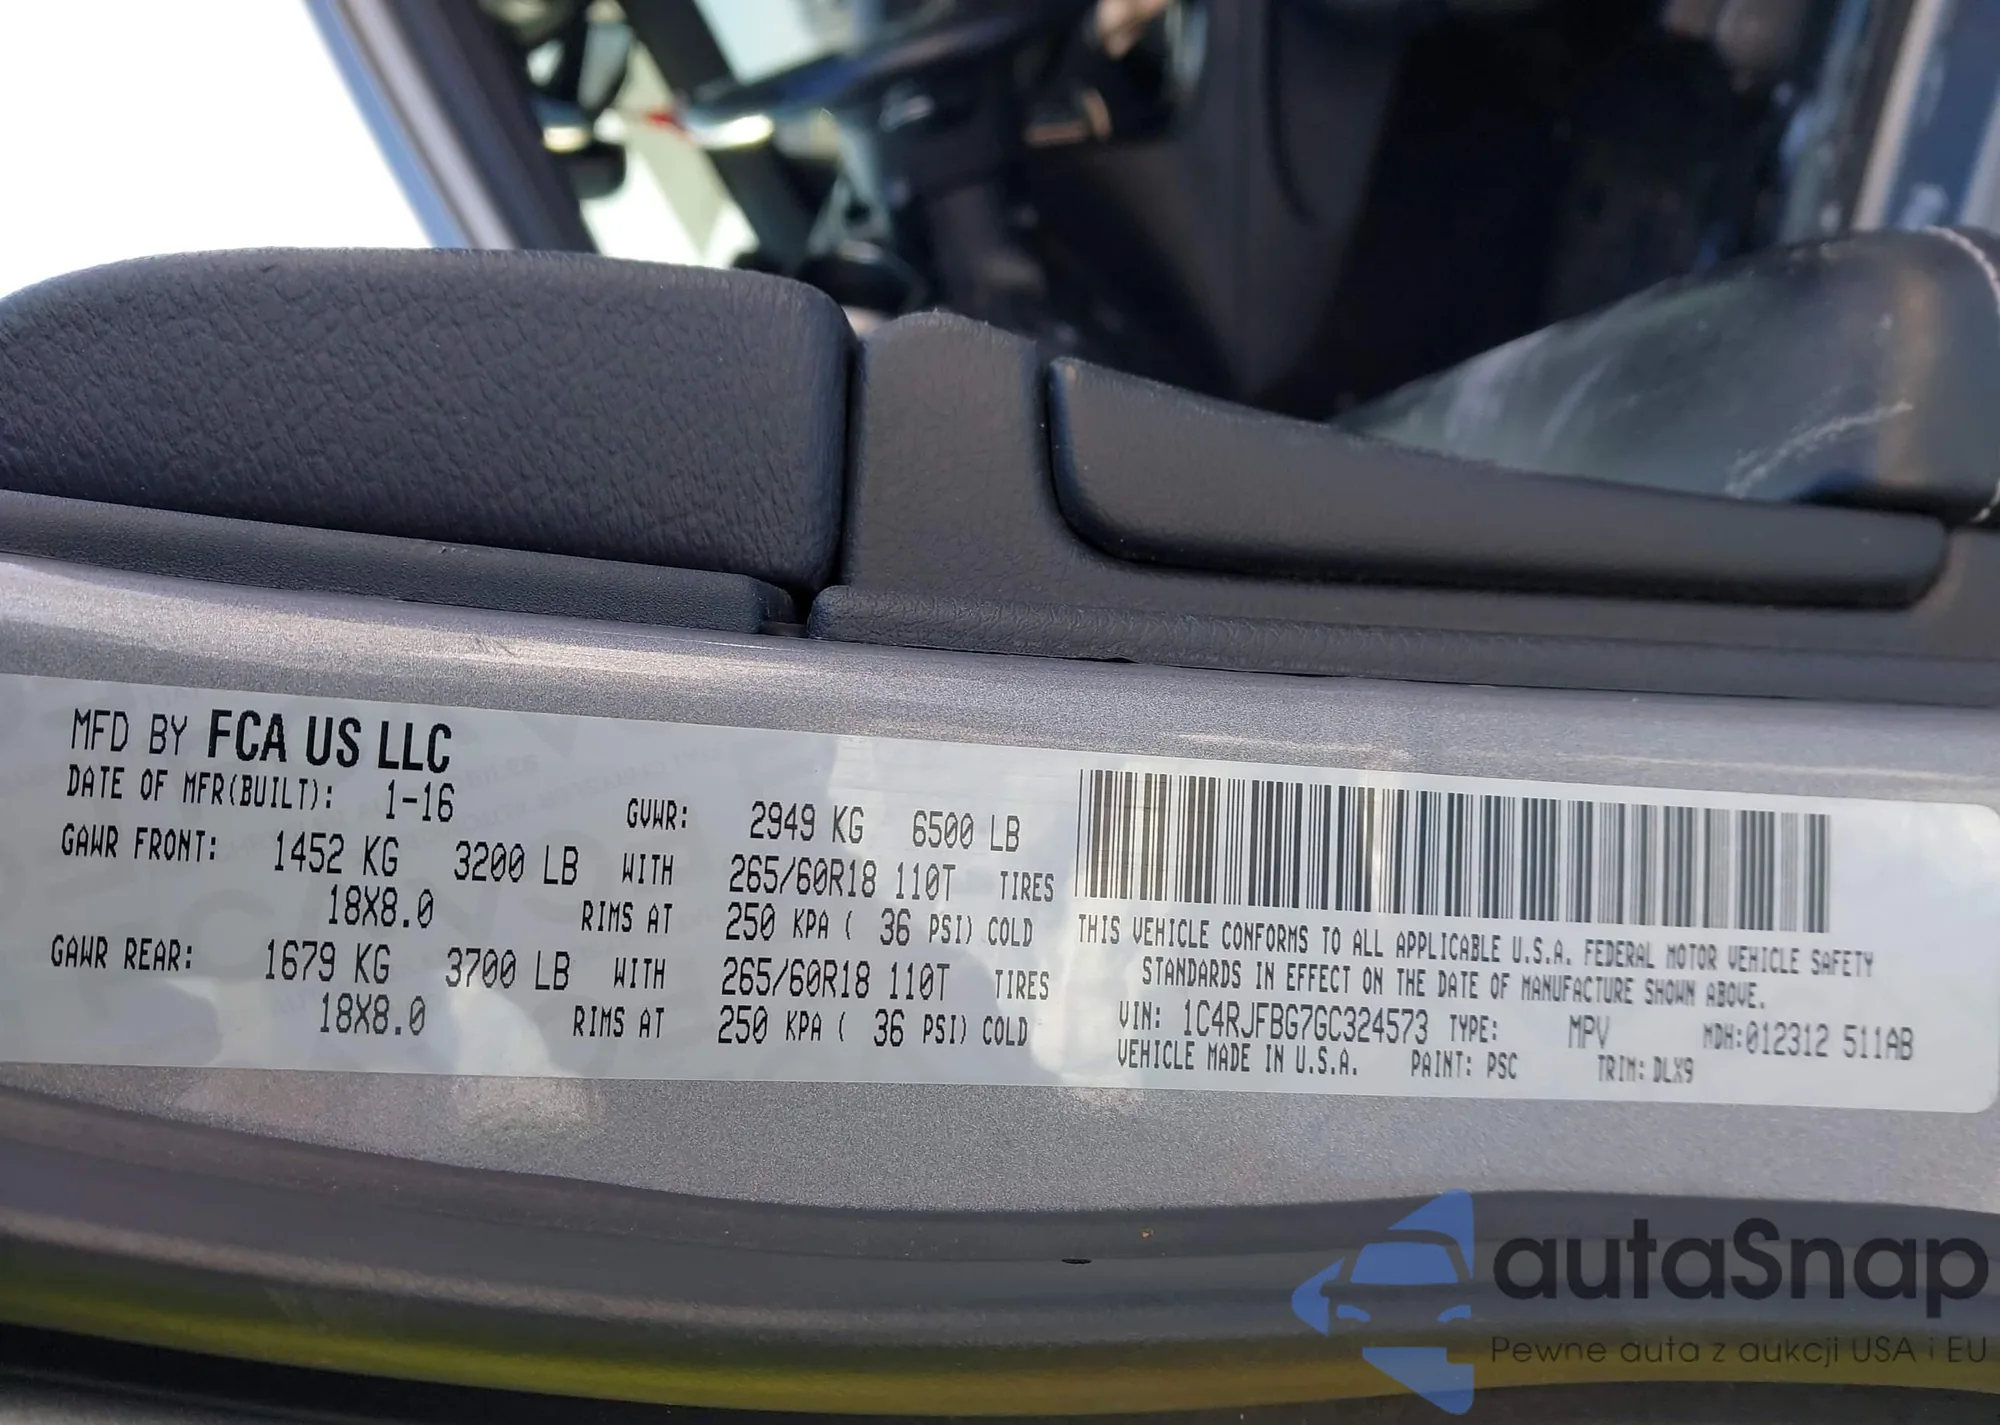 MFD BY FCA US LLC
DATE OF MFR(BUILT): 1-16 GVWR: 2949 KG 6500 LB
GAWR FRONT: 1452 KG 3200 LB WITH 265/60R18 110T TIRES
18X8.0 RIMS AT 250 KPA ( 36 PSI) COLD
GAWR REAR: 1679 KG 3700 LB WITH 265/60R18 110T TIRES
18X8.0 RIMS AT 250 KPA ( 36 PSI) COLD
THIS VEHICLE CONFORMS TO ALL APPLICABLE U.S.A. FEDERAL MOTOR VEHICLE SAFETY
STANDARDS IN EFFECT ON THE DATE OF MANUFACTURE SHOWN ABOVE.
VIN: 1C4RJFBG7GC324573 TYPE: MPV MDH:012312 511AB
VEHICLE MADE IN U.S.A. PAINT: PSC TRIM: DLX9
autaSnap
Pewne auta z aukcji USA i EU